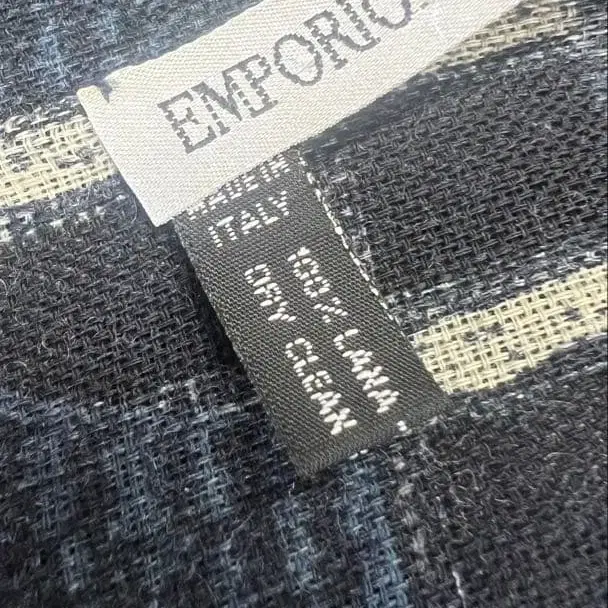 EMPORIO
MADE IN
ITALY
100% LANA
DRY CLEAN